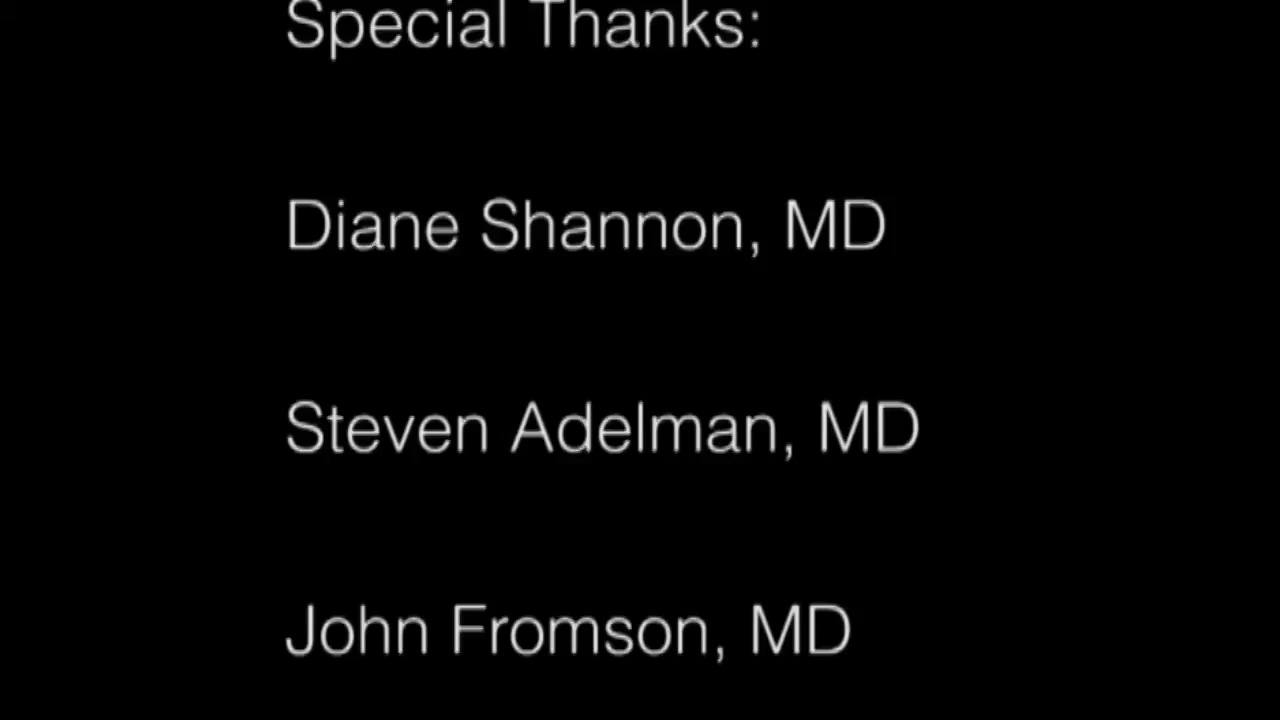 Special Thanks:
Diane Shannon, MD
Steven Adelman, MD
John Fromson, MD